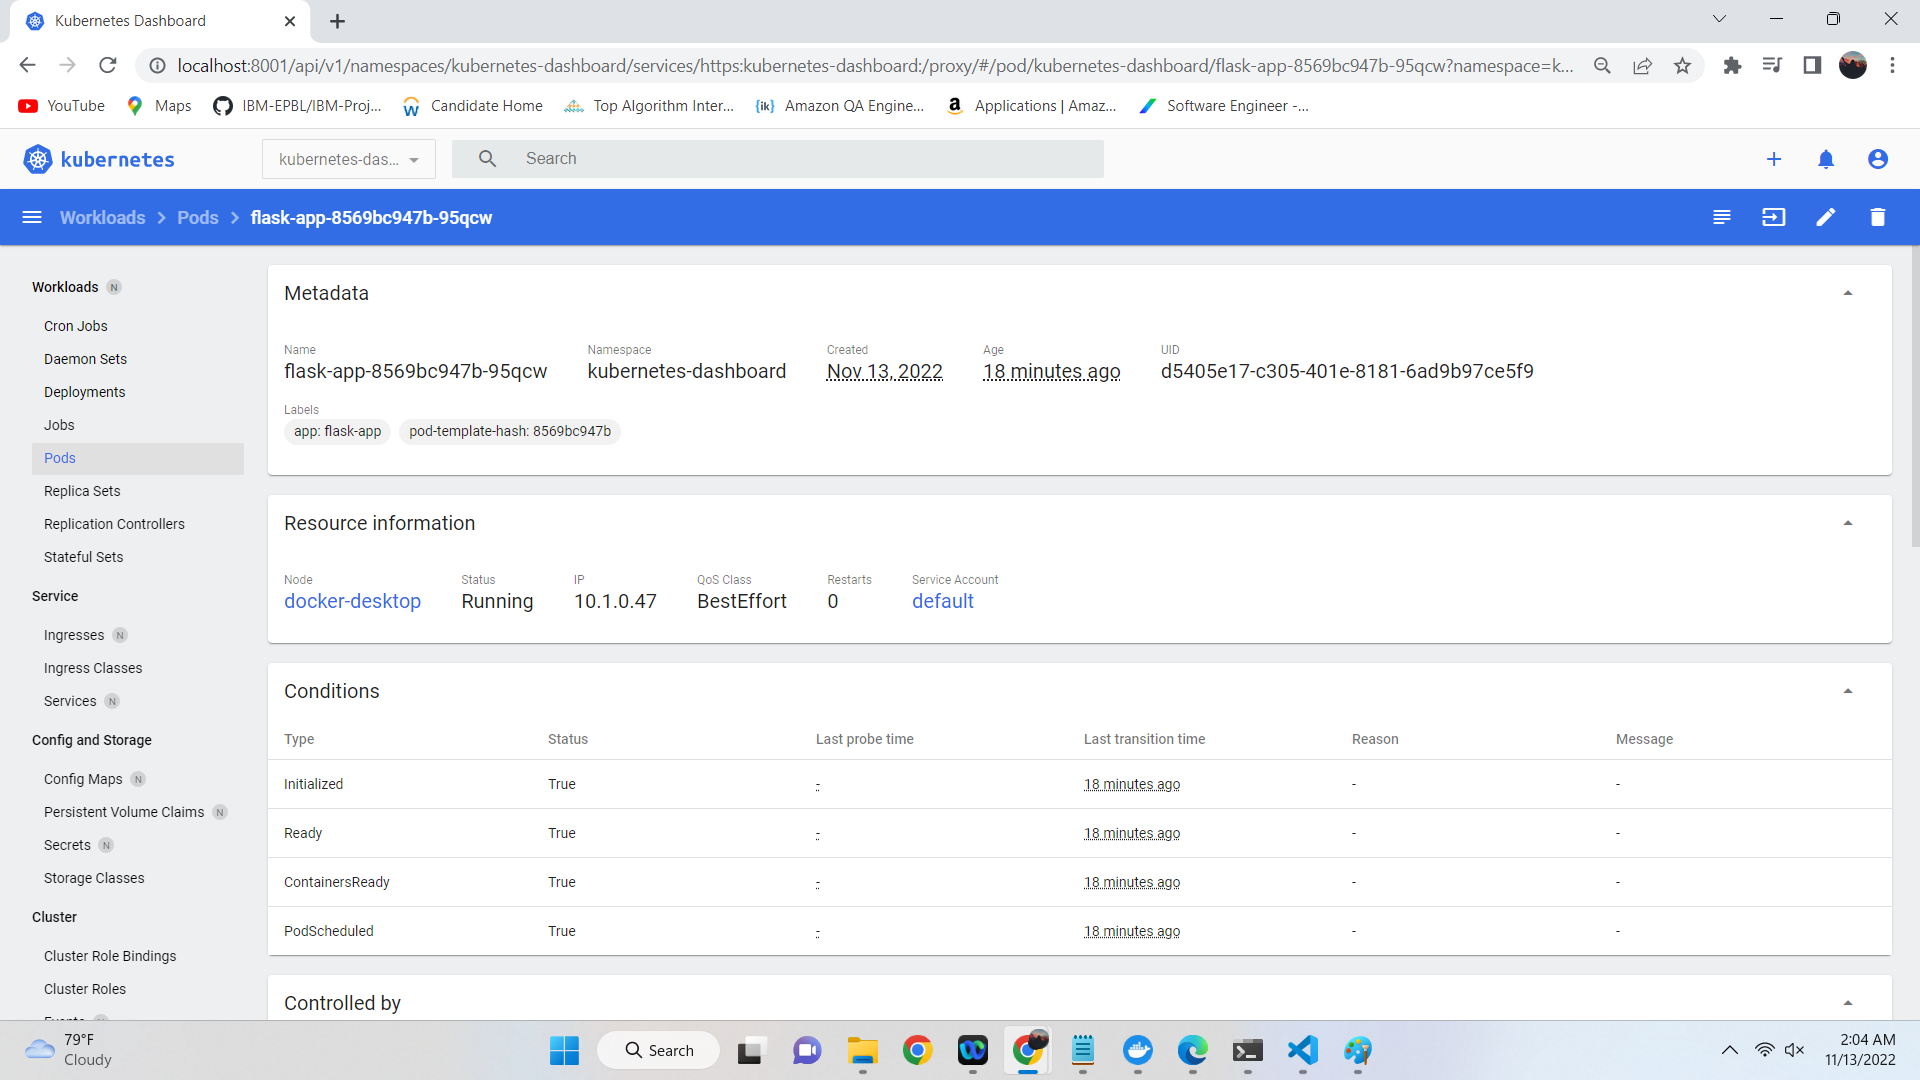 Kubernetes Dashboard
localhost:8001/api/v1/namespaces/kubernetes-dashboard/services/https:kubernetes-dashboard:/proxy/#/pod/kubernetes-dashboard/flask-app-8569bc947b-95qcw?namespace=k...
YouTube Maps IBM-EPBL/IBM-Proj... Candidate Home Top Algorithm Inter... {ik} Amazon QA Engine... a Applications | Amaz... Software Engineer -...
kubernetes kubernetes-das... Search
Workloads Pods flask-app-8569bc947b-95qcw
Workloads N
Cron Jobs
Daemon Sets
Deployments
Jobs
Pods
Replica Sets
Replication Controllers
Stateful Sets
Service
Ingresses N
Ingress Classes
Services N
Config and Storage
Config Maps N
Persistent Volume Claims N
Secrets N
Storage Classes
Cluster
Cluster Role Bindings
Cluster Roles
Metadata
Name Namespace Created Age UID
flask-app-8569bc947b-95qcw kubernetes-dashboard Nov 13, 2022 18 minutes ago d5405e17-c305-401e-8181-6ad9b97ce5f9
Labels
app: flask-app pod-template-hash: 8569bc947b
Resource information
Node Status IP QoS Class Restarts Service Account
docker-desktop Running 10.1.0.47 BestEffort 0 default
Conditions
Type Status Last probe time Last transition time Reason Message
Initialized True - 18 minutes ago - -
Ready True - 18 minutes ago - -
ContainersReady True - 18 minutes ago - -
PodScheduled True - 18 minutes ago - -
Controlled by
79°F
Cloudy
Search
2:04 AM
11/13/2022